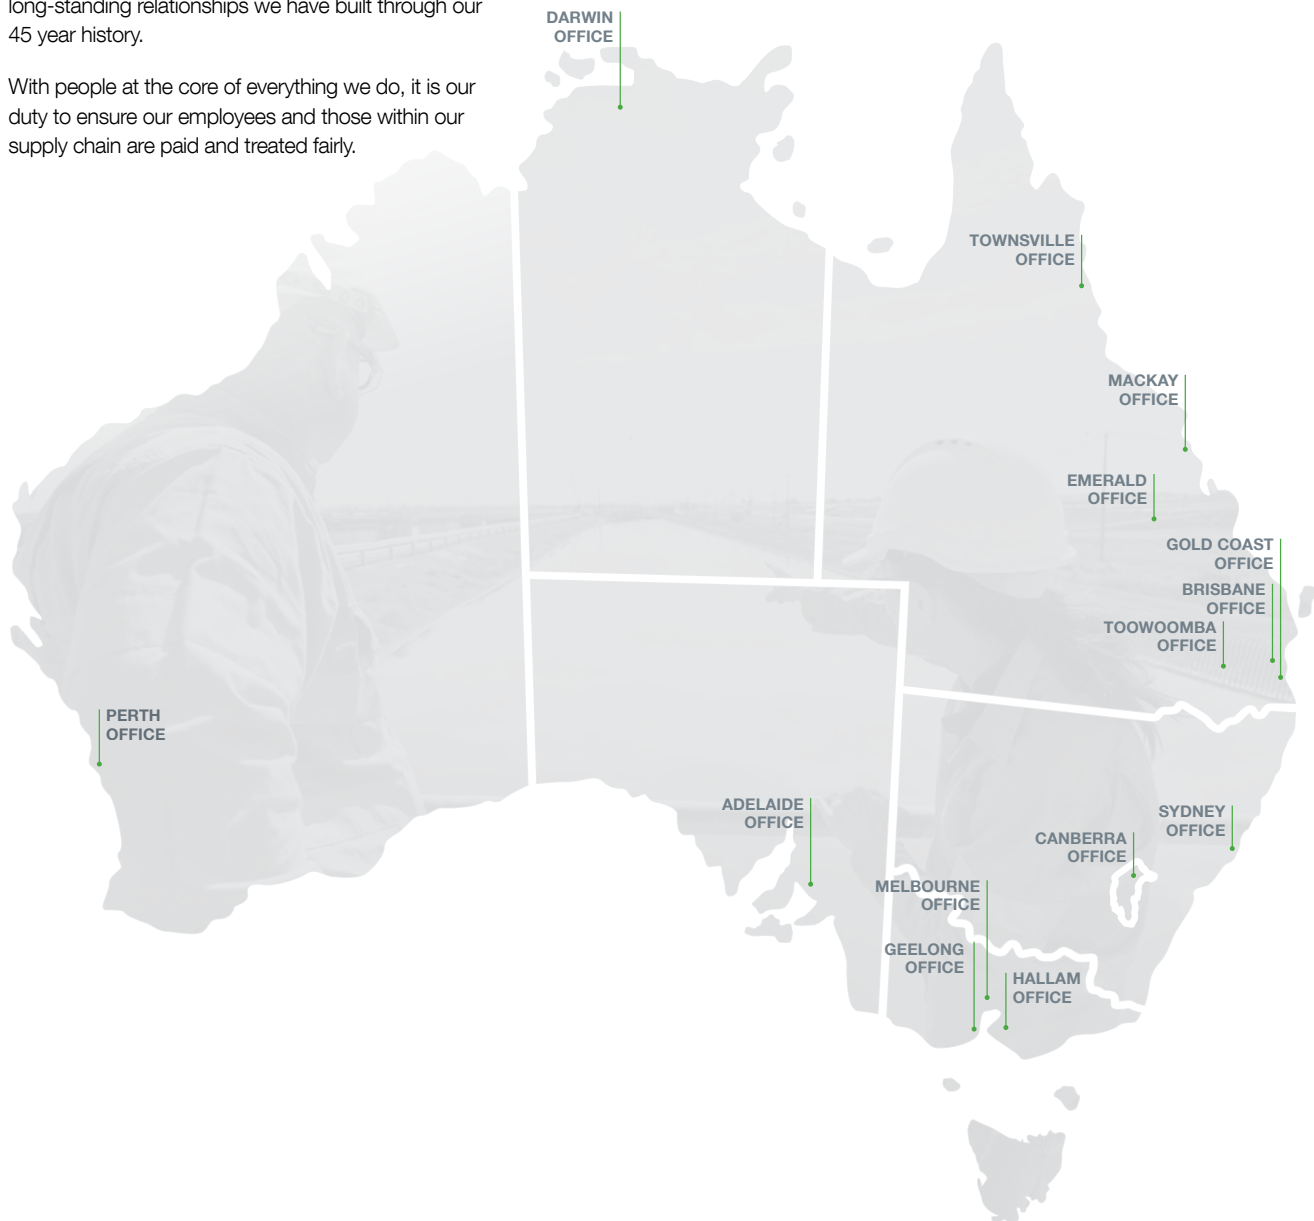 long-standing relationships we have built through our
45 year history.
With people at the core of everything we do, it is our
duty to ensure our employees and those within our
supply chain are paid and treated fairly.
DARWIN
OFFICE
TOWNSVILLE
OFFICE
MACKAY
OFFICE
EMERALD
OFFICE
GOLD COAST
OFFICE
BRISBANE
OFFICE
TOOWOOMBA
OFFICE
PERTH
OFFICE
ADELAIDE
OFFICE
SYDNEY
OFFICE
CANBERRA
OFFICE
MELBOURNE
OFFICE
GEELONG
OFFICE
HALLAM
OFFICE